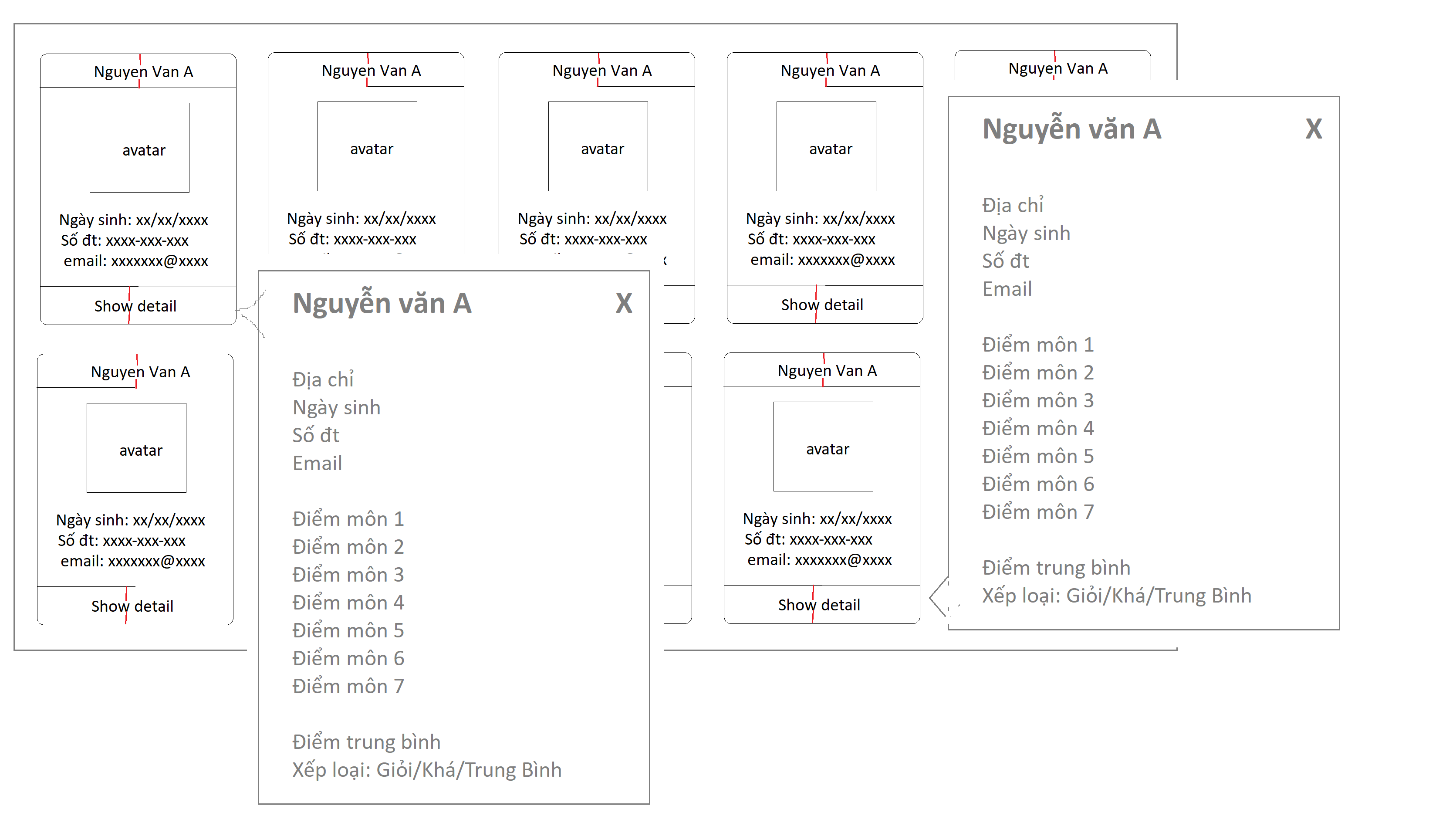 Nguyen Van A
avatar
Ngày sinh: xx/xx/xxxx
Số đt: xxxx-xxx-xxx
email: xxxxxxx@xxxx
Show detail
Nguyen Van A
avatar
Ngày sinh: xx/xx/xxxx
Số đt: xxxx-xxx-xxx
Nguyen Van A
avatar
Ngày sinh: xx/xx/xxxx
Số đt: xxxx-xxx-xxx
Nguyen Van A
avatar
Ngày sinh: xx/xx/xxxx
Số đt: xxxx-xxx-xxx
email: xxxxxxx@xxxx
Show detail
Nguyen Van A
Nguyen Van A
avatar
Ngày sinh: xx/xx/xxxx
Số đt: xxxx-xxx-xxx
email: xxxxxxx@xxxx
Show detail
Nguyễn văn A X
Địa chỉ
Ngày sinh
Số đt
Email
Điểm môn 1
Điểm môn 2
Điểm môn 3
Điểm môn 4
Điểm môn 5
Điểm môn 6
Điểm môn 7
Điểm trung bình
Xếp loại: Giỏi/Khá/Trung Bình
Nguyen Van A
avatar
Ngày sinh: xx/xx/xxxx
Số đt: xxxx-xxx-xxx
email: xxxxxxx@xxxx
Show detail
Nguyễn văn A X
Địa chỉ
Ngày sinh
Số đt
Email
Điểm môn 1
Điểm môn 2
Điểm môn 3
Điểm môn 4
Điểm môn 5
Điểm môn 6
Điểm môn 7
Điểm trung bình
Xếp loại: Giỏi/Khá/Trung Bình